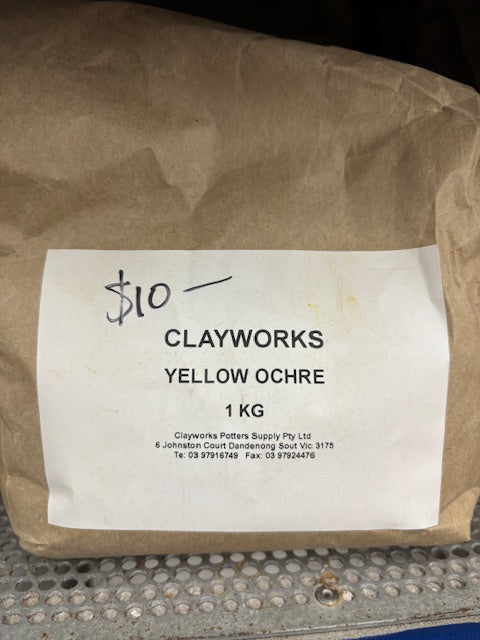 $10 —
CLAYWORKS
YELLOW OCHRE
1 KG
Clayworks Potters Supply Pty Ltd
6 Johnston Court Dandenong Sout Vic 3175
Te: 03 97916749 Fax: 03 97924476